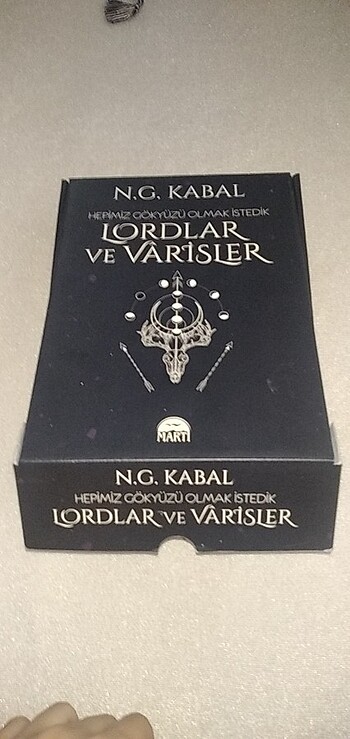 N.G. KABAL
HEPİMİZ GÖKYÜZÜ OLMAK İSTEDİK
LORDLAR
VE VÂRİSLER
MARTI
N.G. KABAL
HEPİMİZ GÖKYÜZÜ OLMAK İSTEDİK
LORDLAR VE VÂRİSLER